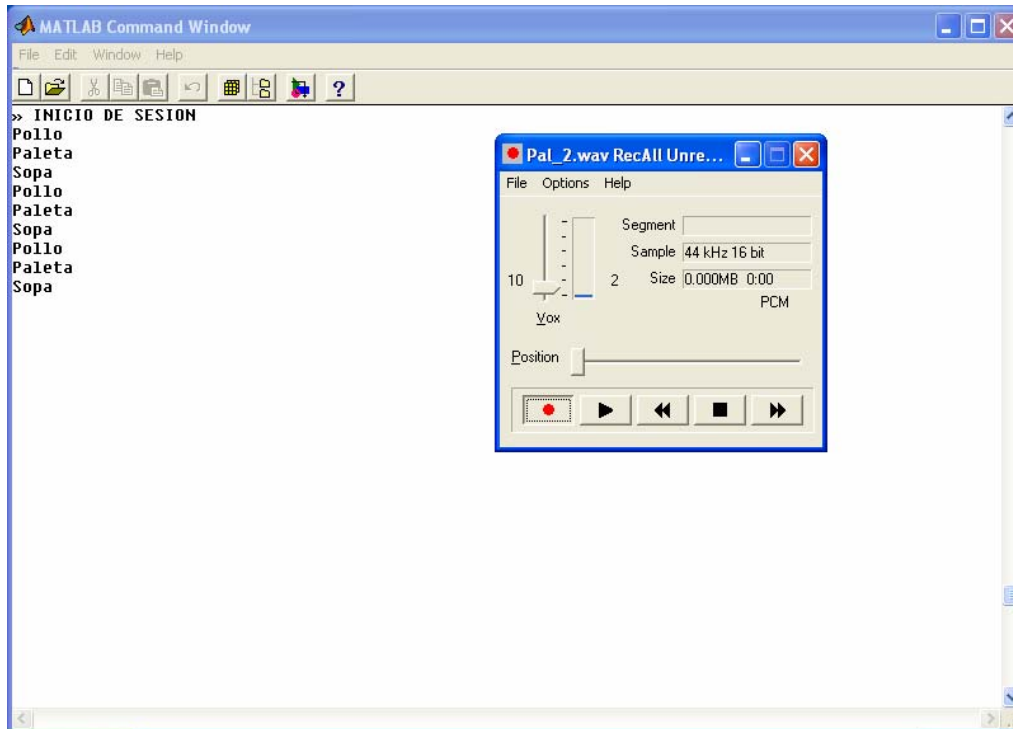 MATLAB Command Window
File Edit Window Help
» INICIO DE SESION
Pollo
Paleta
Sopa
Pollo
Paleta
Sopa
Pollo
Paleta
Sopa
Pal_2.wav RecAll Unre...
File Options Help
Segment
Sample 44 kHz 16 bit
10 2 Size 0.000MB 0:00
PCM
Vox
Position